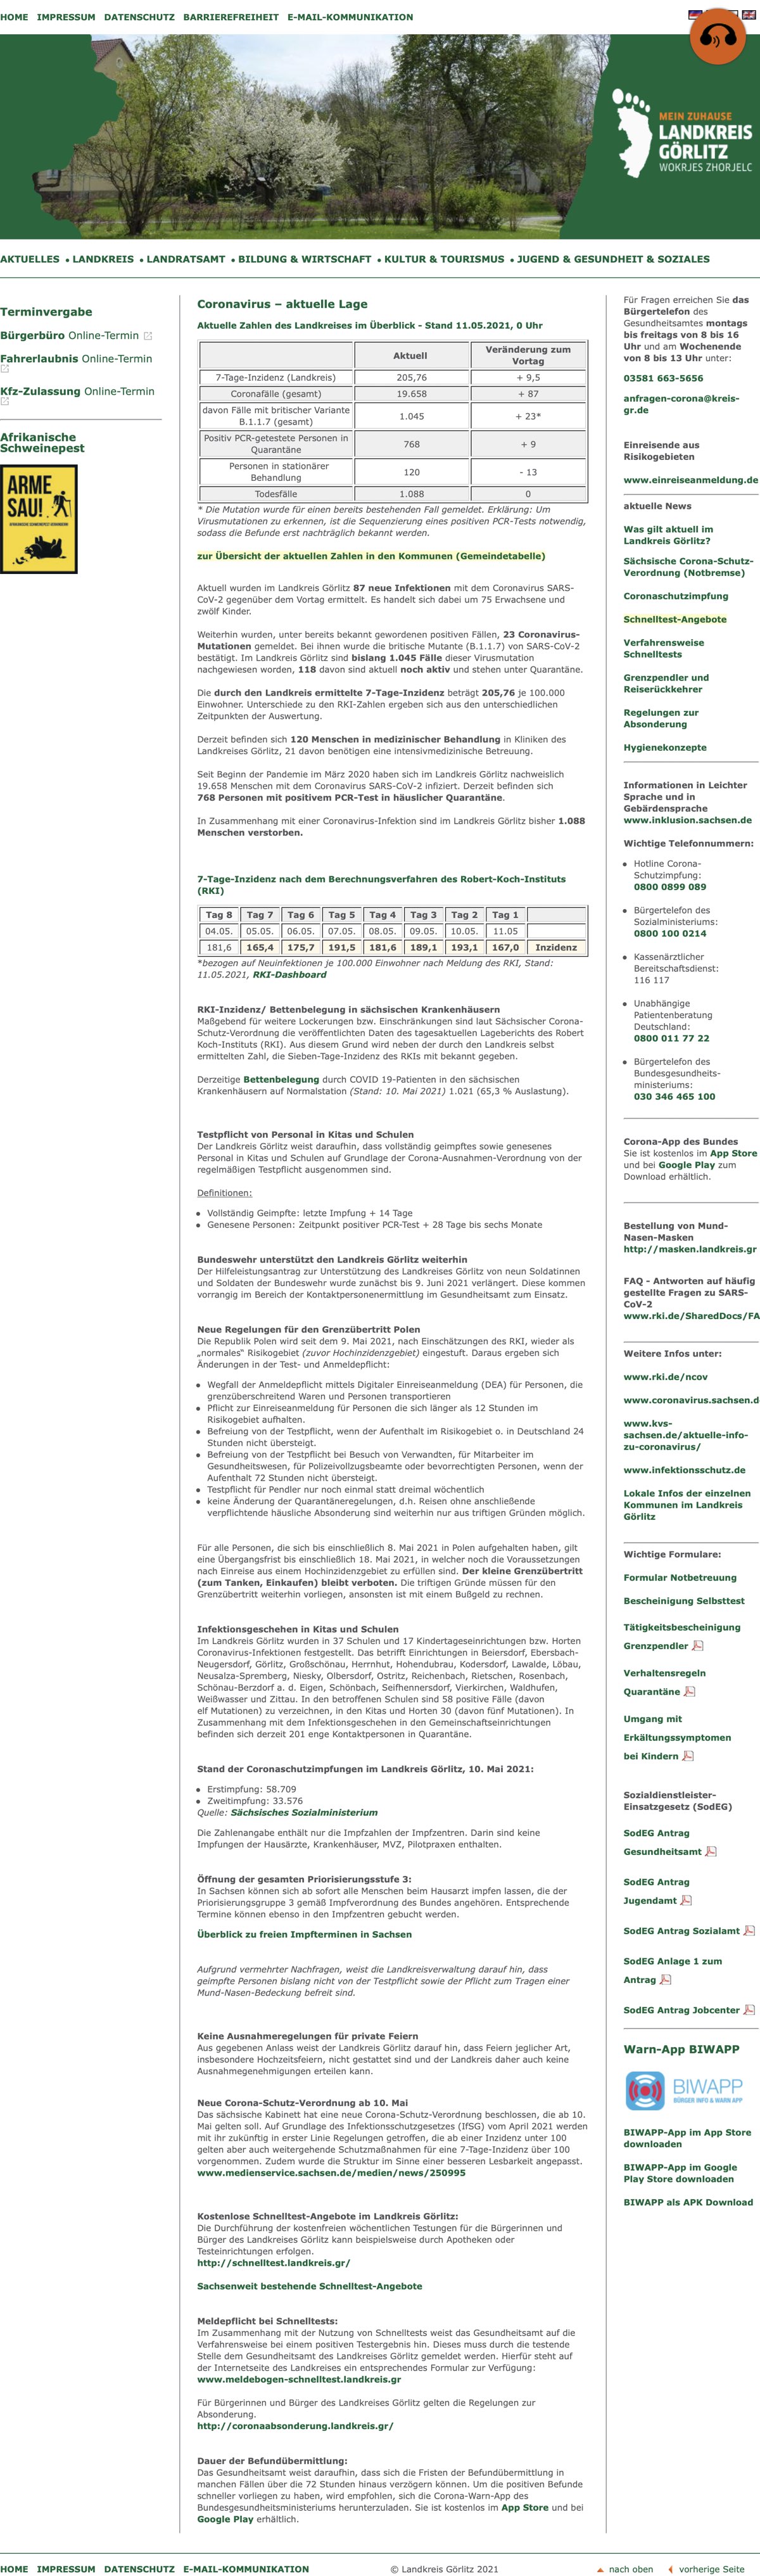 HOME IMPRESSUM DATENSCHUTZ BARRIEREFREIHEIT E-MAIL-KOMMUNIKATION
MEIN ZUHAUSE
LANDKREIS
GÖRLITZ
WOKRJES ZHORJELC
AKTUELLES • LANDKREIS • LANDRATSAMT • BILDUNG & WIRTSCHAFT • KULTUR & TOURISMUS • JUGEND & GESUNDHEIT & SOZIALES
Terminvergabe
Bürgerbüro Online-Termin
Fahrerlaubnis Online-Termin
Kfz-Zulassung Online-Termin
Afrikanische
Schweinepest
ARME
SAU!
Coronavirus – aktuelle Lage
Aktuelle Zahlen des Landkreises im Überblick - Stand 11.05.2021, 0 Uhr
Aktuell Veränderung zum
Vortag
7-Tage-Inzidenz (Landkreis) 205,76 + 9,5
Coronafälle (gesamt) 19.658 + 87
davon Fälle mit britischer Variante
B.1.1.7 (gesamt) 1.045 + 23*
Positiv PCR-getestete Personen in
Quarantäne 768 + 9
Personen in stationärer
Behandlung 120 - 13
Todesfälle 1.088 0
* Die Mutation wurde für einen bereits bestehenden Fall gemeldet. Erklärung: Um
Virusmutationen zu erkennen, ist die Sequenzierung eines positiven PCR-Tests notwendig,
sodass die Befunde erst nachträglich bekannt werden.
zur Übersicht der aktuellen Zahlen in den Kommunen (Gemeindetabelle)
Aktuell wurden im Landkreis Görlitz 87 neue Infektionen mit dem Coronavirus SARS-
CoV-2 gegenüber dem Vortag ermittelt. Es handelt sich dabei um 75 Erwachsene und
zwölf Kinder.
Weiterhin wurden, unter bereits bekannt gewordenen positiven Fällen, 23 Coronavirus-
Mutationen gemeldet. Bei ihnen wurde die britische Mutante (B.1.1.7) von SARS-CoV-2
bestätigt. Im Landkreis Görlitz sind bislang 1.045 Fälle dieser Virusmutation
nachgewiesen worden, 118 davon sind aktuell noch aktiv und stehen unter Quarantäne.
Die durch den Landkreis ermittelte 7-Tage-Inzidenz beträgt 205,76 je 100.000
Einwohner. Unterschiede zu den RKI-Zahlen ergeben sich aus den unterschiedlichen
Zeitpunkten der Auswertung.
Derzeit befinden sich 120 Menschen in medizinischer Behandlung in Kliniken des
Landkreises Görlitz, 21 davon benötigen eine intensivmedizinische Betreuung.
Seit Beginn der Pandemie im März 2020 haben sich im Landkreis Görlitz nachweislich
19.658 Menschen mit dem Coronavirus SARS-CoV-2 infiziert. Derzeit befinden sich
768 Personen mit positivem PCR-Test in häuslicher Quarantäne.
In Zusammenhang mit einer Coronavirus-Infektion sind im Landkreis Görlitz bisher 1.088
Menschen verstorben.
7-Tage-Inzidenz nach dem Berechnungsverfahren des Robert-Koch-Instituts
(RKI)
Tag 8 Tag 7 Tag 6 Tag 5 Tag 4 Tag 3 Tag 2 Tag 1
04.05. 05.05. 06.05. 07.05. 08.05. 09.05. 10.05. 11.05
181,6 165,4 175,7 191,5 181,6 189,1 193,1 167,0 Inzidenz
*bezogen auf Neuinfektionen je 100.000 Einwohner nach Meldung des RKI, Stand:
11.05.2021, RKI-Dashboard
RKI-Inzidenz/ Bettenbelegung in sächsischen Krankenhäusern
Maßgebend für weitere Lockerungen bzw. Einschränkungen sind laut Sächsischer Corona-
Schutz-Verordnung die veröffentlichten Daten des tagesaktuellen Lageberichts des Robert
Koch-Instituts (RKI). Aus diesem Grund wird neben der durch den Landkreis selbst
ermittelten Zahl, die Sieben-Tage-Inzidenz des RKIs mit bekannt gegeben.
Derzeitige Bettenbelegung durch COVID 19-Patienten in den sächsischen
Krankenhäusern auf Normalstation (Stand: 10. Mai 2021) 1.021 (65,3 % Auslastung).
Testpflicht von Personal in Kitas und Schulen
Der Landkreis Görlitz weist daraufhin, dass vollständig geimpftes sowie genesenes
Personal in Kitas und Schulen auf Grundlage der Corona-Ausnahmen-Verordnung von der
regelmäßigen Testpflicht ausgenommen sind.
Definitionen:
• Vollständig Geimpfte: letzte Impfung + 14 Tage
• Genesene Personen: Zeitpunkt positiver PCR-Test + 28 Tage bis sechs Monate
Bundeswehr unterstützt den Landkreis Görlitz weiterhin
Der Hilfeleistungsantrag zur Unterstützung des Landkreises Görlitz von neun Soldatinnen
und Soldaten der Bundeswehr wurde zunächst bis 9. Juni 2021 verlängert. Diese kommen
vorrangig im Bereich der Kontaktpersonenermittlung im Gesundheitsamt zum Einsatz.
Neue Regelungen für den Grenzübertritt Polen
Die Republik Polen wird seit dem 9. Mai 2021, nach Einschätzungen des RKI, wieder als
„normales“ Risikogebiet (zuvor Hochinzidenzgebiet) eingestuft. Daraus ergeben sich
Änderungen in der Test- und Anmeldepflicht:
• Wegfall der Anmeldepflicht mittels Digitaler Einreiseanmeldung (DEA) für Personen, die
grenzüberschreitend Waren und Personen transportieren
• Pflicht zur Einreiseanmeldung für Personen die sich länger als 12 Stunden im
Risikogebiet aufhalten.
• Befreiung von der Testpflicht, wenn der Aufenthalt im Risikogebiet o. in Deutschland 24
Stunden nicht übersteigt.
• Befreiung von der Testpflicht bei Besuch von Verwandten, für Mitarbeiter im
Gesundheitswesen, für Polizeivollzugsbeamte oder bevorrechtigten Personen, wenn der
Aufenthalt 72 Stunden nicht übersteigt.
• Testpflicht für Pendler nur noch einmal statt dreimal wöchentlich
• keine Änderung der Quarantäneregelungen, d.h. Reisen ohne anschließende
verpflichtende häusliche Absonderung sind weiterhin nur aus triftigen Gründen möglich.
Für alle Personen, die sich bis einschließlich 8. Mai 2021 in Polen aufgehalten haben, gilt
eine Übergangsfrist bis einschließlich 18. Mai 2021, in welcher noch die Voraussetzungen
nach Einreise aus einem Hochinzidenzgebiet zu erfüllen sind. Der kleine Grenzübertritt
(zum Tanken, Einkaufen) bleibt verboten. Die triftigen Gründe müssen für den
Grenzübertritt weiterhin vorliegen, ansonsten ist mit einem Bußgeld zu rechnen.
Infektionsgeschehen in Kitas und Schulen
Im Landkreis Görlitz wurden in 37 Schulen und 17 Kindertageseinrichtungen bzw. Horten
Coronavirus-Infektionen festgestellt. Das betrifft Einrichtungen in Beiersdorf, Ebersbach-
Neugersdorf, Görlitz, Großschönau, Herrnhut, Hohendubrau, Kodersdorf, Lawalde, Löbau,
Neusalza-Spremberg, Niesky, Olbersdorf, Ostritz, Reichenbach, Rietschen, Rosenbach,
Schönau-Berzdorf a. d. Eigen, Schönbach, Seifhennersdorf, Vierkirchen, Waldhufen,
Weißwasser und Zittau. In den betroffenen Schulen sind 58 positive Fälle (davon
elf Mutationen) zu verzeichnen, in den Kitas und Horten 30 (davon fünf Mutationen). In
Zusammenhang mit dem Infektionsgeschehen in den Gemeinschaftseinrichtungen
befinden sich derzeit 201 enge Kontaktpersonen in Quarantäne.
Stand der Coronaschutzimpfungen im Landkreis Görlitz, 10. Mai 2021:
• Erstimpfung: 58.709
• Zweitimpfung: 33.576
Quelle: Sächsisches Sozialministerium
Die Zahlenangabe enthält nur die Impfzahlen der Impfzentren. Darin sind keine
Impfungen der Hausärzte, Krankenhäuser, MVZ, Pilotpraxen enthalten.
Öffnung der gesamten Priorisierungsstufe 3:
In Sachsen können sich ab sofort alle Menschen beim Hausarzt impfen lassen, die der
Priorisierungsgruppe 3 gemäß Impfverordnung des Bundes angehören. Entsprechende
Termine können ebenso in den Impfzentren gebucht werden.
Überblick zu freien Impfterminen in Sachsen
Aufgrund vermehrter Nachfragen, weist die Landkreisverwaltung darauf hin, dass
geimpfte Personen bislang nicht von der Testpflicht sowie der Pflicht zum Tragen einer
Mund-Nasen-Bedeckung befreit sind.
Keine Ausnahmeregelungen für private Feiern
Aus gegebenen Anlass weist der Landkreis Görlitz darauf hin, dass Feiern jeglicher Art,
insbesondere Hochzeitsfeiern, nicht gestattet sind und der Landkreis daher auch keine
Ausnahmegenehmigungen erteilen kann.
Neue Corona-Schutz-Verordnung ab 10. Mai
Das sächsische Kabinett hat eine neue Corona-Schutz-Verordnung beschlossen, die ab 10.
Mai gelten soll. Auf Grundlage des Infektionsschutzgesetzes (IfSG) vom April 2021 werden
mit ihr zukünftig in erster Linie Regelungen getroffen, die ab einer Inzidenz unter 100
gelten aber auch weitergehende Schutzmaßnahmen für eine 7-Tage-Inzidenz über 100
vorgenommen. Zudem wurde die Struktur im Sinne einer besseren Lesbarkeit angepasst.
www.medienservice.sachsen.de/medien/news/250995
Kostenlose Schnelltest-Angebote im Landkreis Görlitz:
Die Durchführung der kostenfreien wöchentlichen Testungen für die Bürgerinnen und
Bürger des Landkreises Görlitz kann beispielsweise durch Apotheken oder
Testeinrichtungen erfolgen.
http://schnelltest.landkreis.gr/
Sachsenweit bestehende Schnelltest-Angebote
Meldepflicht bei Schnelltests:
Im Zusammenhang mit der Nutzung von Schnelltests weist das Gesundheitsamt auf die
Verfahrensweise bei einem positiven Testergebnis hin. Dieses muss durch die testende
Stelle dem Gesundheitsamt des Landkreises Görlitz gemeldet werden. Hierfür steht auf
der Internetseite des Landkreises ein entsprechendes Formular zur Verfügung:
www.meldebogen-schnelltest.landkreis.gr
Für Bürgerinnen und Bürger des Landkreises Görlitz gelten die Regelungen zur
Absonderung.
http://coronaabsonderung.landkreis.gr/
Dauer der Befundübermittlung:
Das Gesundheitsamt weist daraufhin, dass sich die Fristen der Befundübermittlung in
manchen Fällen über die 72 Stunden hinaus verzögern können. Um die positiven Befunde
schneller vorliegen zu haben, wird empfohlen, sich die Corona-Warn-App des
Bundesgesundheitsministeriums herunterzuladen. Sie ist kostenlos im App Store und bei
Google Play erhältlich.
Für Fragen erreichen Sie das
Bürgertelefon des
Gesundheitsamtes montags
bis freitags von 8 bis 16
Uhr und am Wochenende
von 8 bis 13 Uhr unter:
03581 663-5656
anfragen-corona@kreis-
gr.de
Einreisende aus
Risikogebieten
www.einreiseanmeldung.de
aktuelle News
Was gilt aktuell im
Landkreis Görlitz?
Sächsische Corona-Schutz-
Verordnung (Notbremse)
Coronaschutzimpfung
Schnelltest-Angebote
Verfahrensweise
Schnelltests
Grenzpendler und
Reiserückkehrer
Regelungen zur
Absonderung
Hygienekonzepte
Informationen in Leichter
Sprache und in
Gebärdensprache
www.inklusion.sachsen.de
Wichtige Telefonnummern:
• Hotline Corona-
Schutzimpfung:
0800 0899 089
• Bürgertelefon des
Sozialministeriums:
0800 100 0214
• Kassenärztlicher
Bereitschaftsdienst:
116 117
• Unabhängige
Patientenberatung
Deutschland:
0800 011 77 22
• Bürgertelefon des
Bundesgesundheits-
ministeriums:
030 346 465 100
Corona-App des Bundes
Sie ist kostenlos im App Store
und bei Google Play zum
Download erhältlich.
Bestellung von Mund-
Nasen-Masken
http://masken.landkreis.gr
FAQ - Antworten auf häufig
gestellte Fragen zu SARS-
CoV-2
www.rki.de/SharedDocs/FA
Weitere Infos unter:
www.rki.de/ncov
www.coronavirus.sachsen.d
www.kvs-
sachsen.de/aktuelle-info-
zu-coronavirus/
www.infektionsschutz.de
Lokale Infos der einzelnen
Kommunen im Landkreis
Görlitz
Wichtige Formulare:
Formular Notbetreuung
Bescheinigung Selbsttest
Tätigkeitsbescheinigung
Grenzpendler
Verhaltensregeln
Quarantäne
Umgang mit
Erkältungssymptomen
bei Kindern
Sozialdienstleister-
Einsatzgesetz (SodEG)
SodEG Antrag
Gesundheitsamt
SodEG Antrag
Jugendamt
SodEG Antrag Sozialamt
SodEG Anlage 1 zum
Antrag
SodEG Antrag Jobcenter
Warn-App BIWAPP
BIWAPP
BÜRGER INFO & WARN APP
BIWAPP-App im App Store
downloaden
BIWAPP-App im Google
Play Store downloaden
BIWAPP als APK Download
HOME IMPRESSUM DATENSCHUTZ E-MAIL-KOMMUNIKATION © Landkreis Görlitz 2021 nach oben vorherige Seite